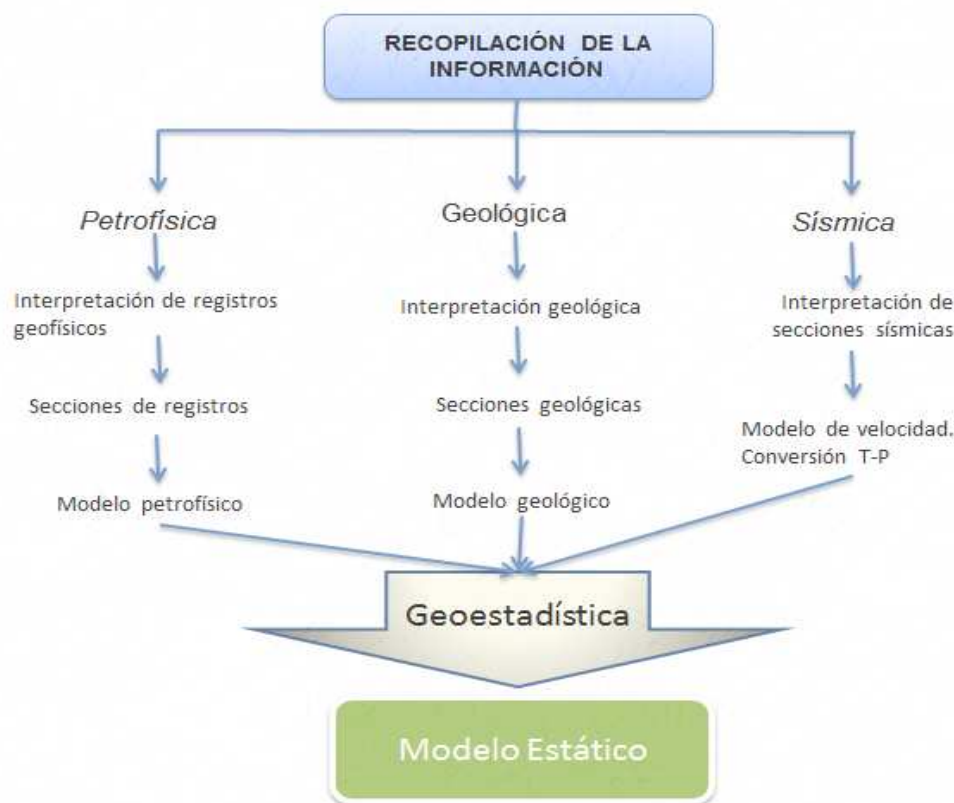 RECOPILACIÓN DE LA
INFORMACIÓN
Petrofísica
Geológica
Sísmica
Interpretación de registros
geofísicos
Interpretación geológica
Interpretación de
secciones sísmicas
Secciones de registros
Secciones geológicas
Modelo de velocidad.
Conversión T-P
Modelo petrofísico
Modelo geológico
Geoestadística
Modelo Estático